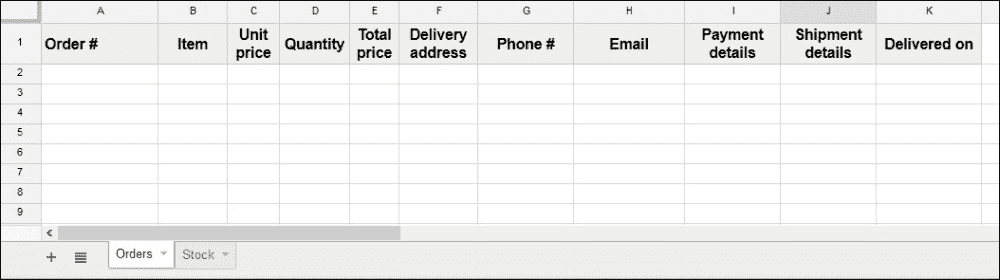 A B C D E F G H I J K
1 Order # Item Unit price Quantity Total price Delivery address Phone # Email Payment details Shipment details Delivered on
2
3
4
5
6
7
8
9
Orders Stock